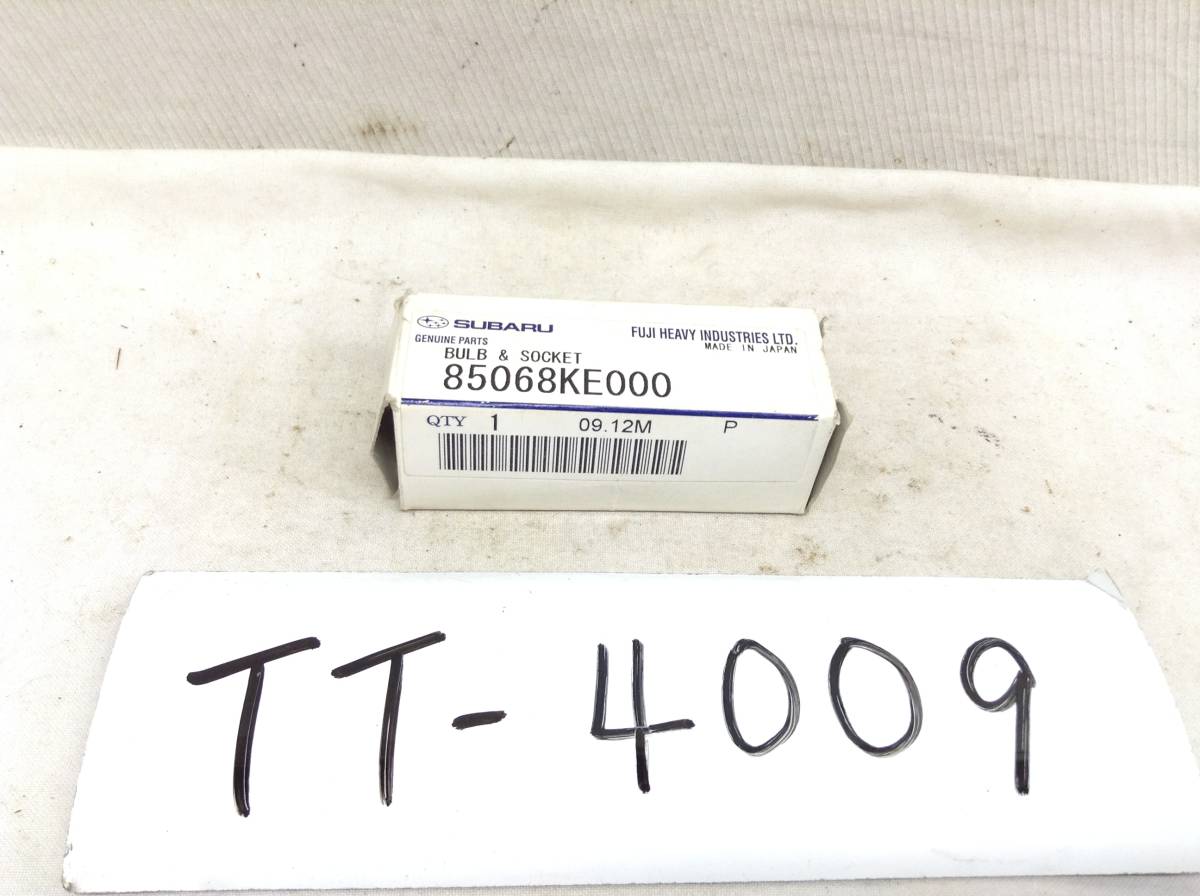 SUBARU FUJI HEAVY INDUSTRIES LTD.
GENUINE PARTS MADE IN JAPAN
BULB & SOCKET
85068KE000
QTY 1 09.12M P
TT-4009